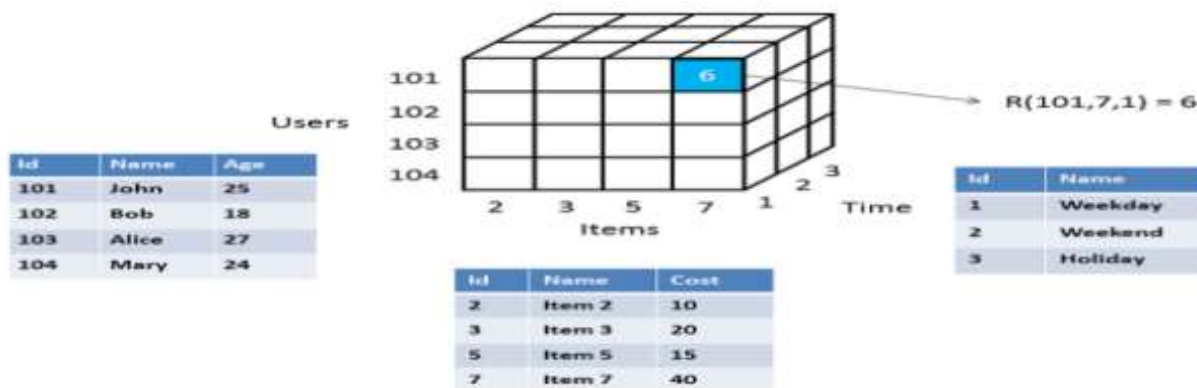 101
6
102
R(101,7,1) = 6
Users
103
104
2 3 5 7
1 2 3
Items
Time
Id Name Age
101 John 25
102 Bob 18
103 Alice 27
104 Mary 24
Id Name
1 Weekday
2 Weekend
3 Holiday
Id Name Cost
2 Item 2 10
3 Item 3 20
5 Item 5 15
7 Item 7 40